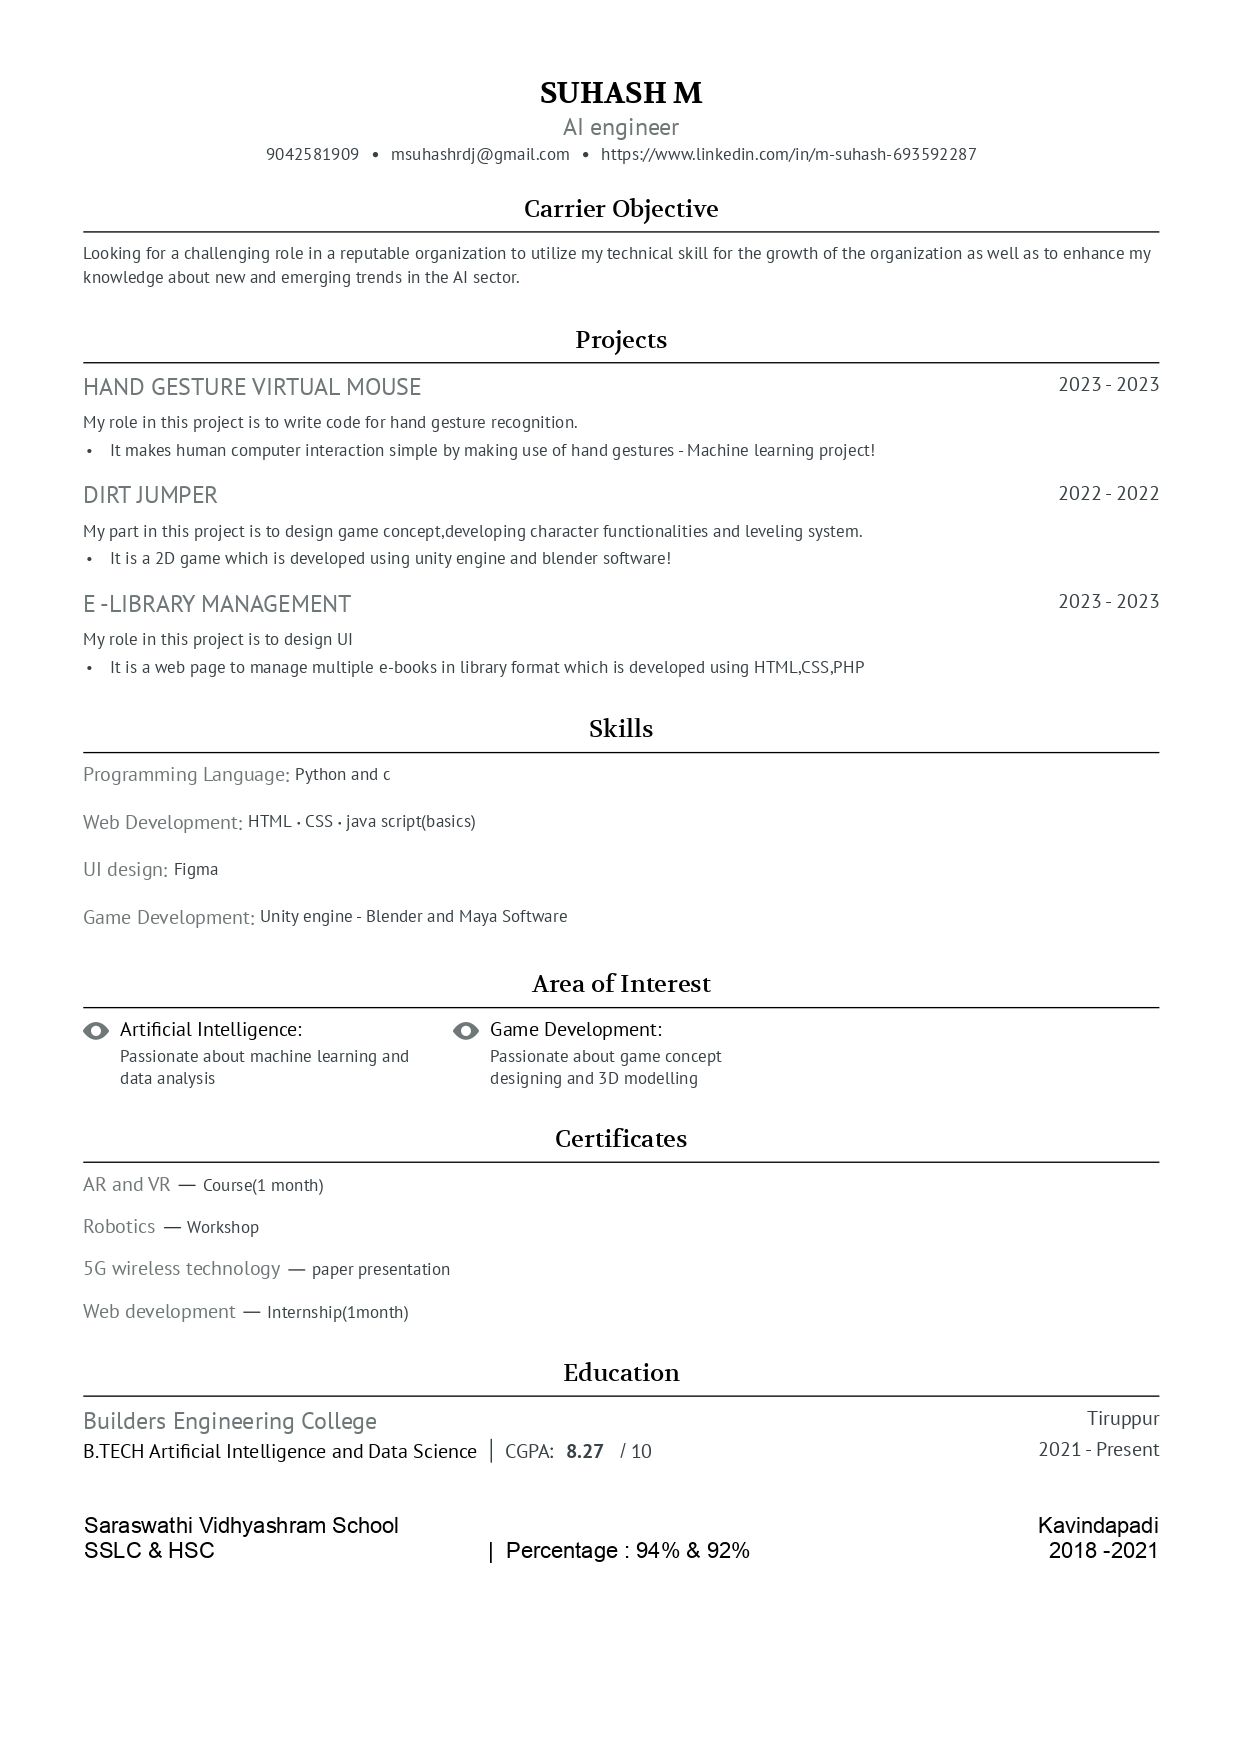 SUHASH M
AI engineer
9042581909 • msuhashrdj@gmail.com • https://www.linkedin.com/in/m-suhash-693592287
Carrier Objective
Looking for a challenging role in a reputable organization to utilize my technical skill for the growth of the organization as well as to enhance my
knowledge about new and emerging trends in the AI sector.
Projects
HAND GESTURE VIRTUAL MOUSE 2023 - 2023
My role in this project is to write code for hand gesture recognition.
• It makes human computer interaction simple by making use of hand gestures - Machine learning project!
DIRT JUMPER 2022 - 2022
My part in this project is to design game concept,developing character functionalities and leveling system.
• It is a 2D game which is developed using unity engine and blender software!
E -LIBRARY MANAGEMENT 2023 - 2023
My role in this project is to design UI
• It is a web page to manage multiple e-books in library format which is developed using HTML,CSS,PHP
Skills
Programming Language: Python and c
Web Development: HTML • CSS • java script(basics)
UI design: Figma
Game Development: Unity engine - Blender and Maya Software
Area of Interest
Artificial Intelligence: Game Development:
Passionate about machine learning and Passionate about game concept
data analysis designing and 3D modelling
Certificates
AR and VR — Course(1 month)
Robotics — Workshop
5G wireless technology — paper presentation
Web development — Internship(1month)
Education
Builders Engineering College Tiruppur
B.TECH Artificial Intelligence and Data Science | CGPA: 8.27 / 10 2021 - Present
Saraswathi Vidhyashram School Kavindapadi
SSLC & HSC | Percentage : 94% & 92% 2018 -2021